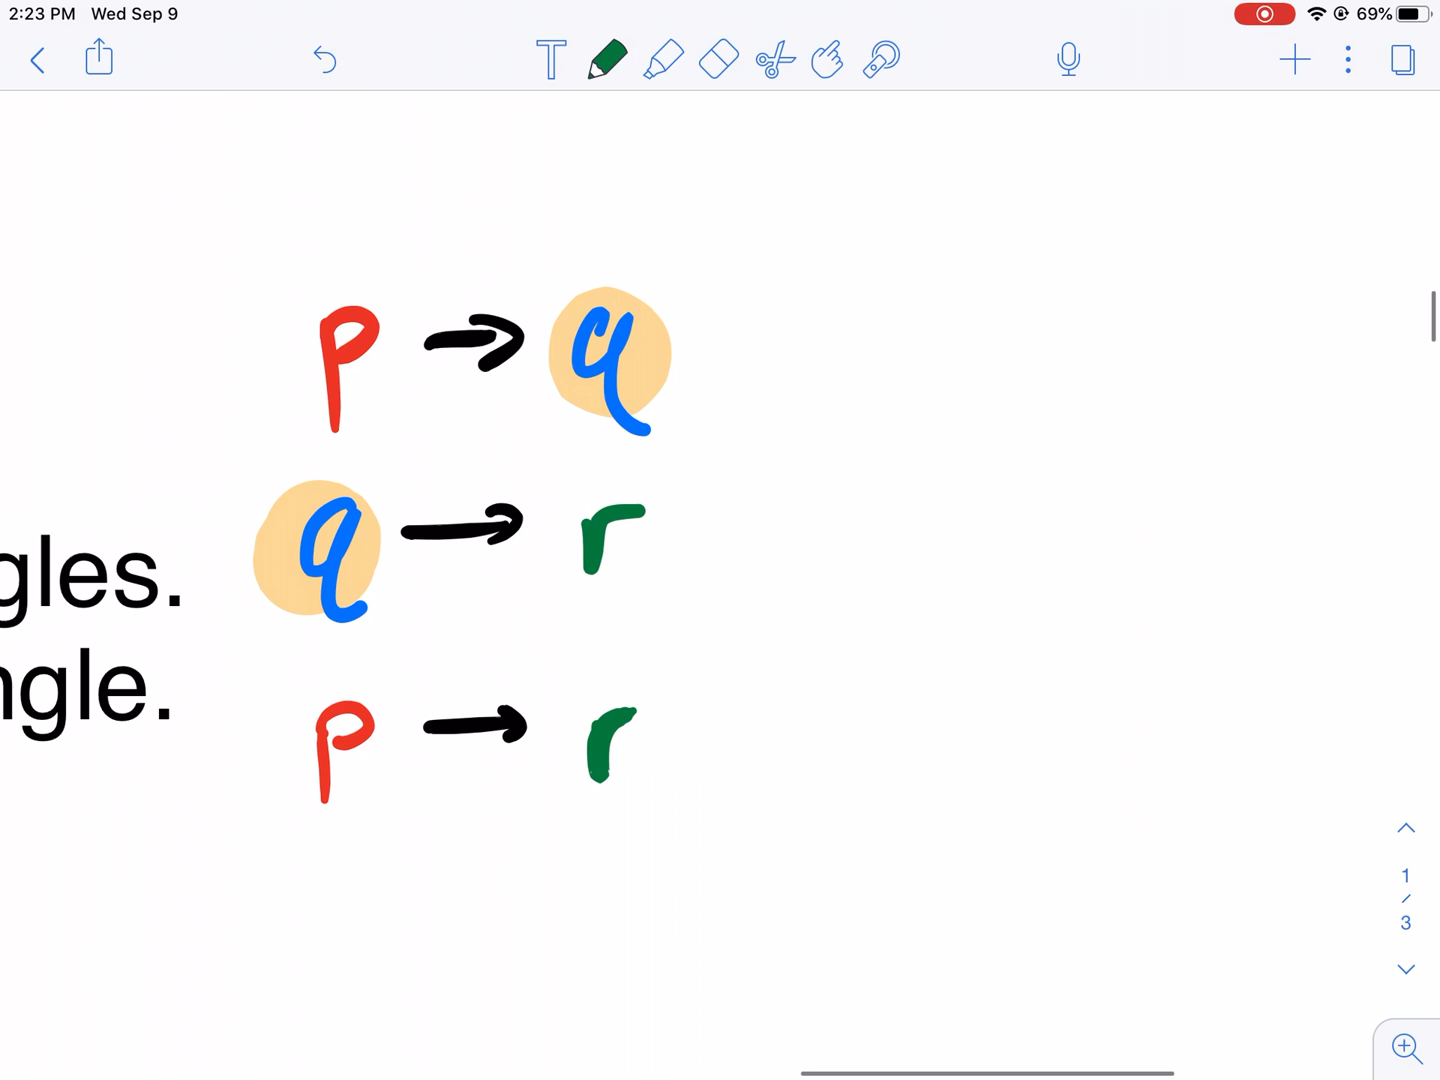 2:23 PM Wed Sep 9 69%
T
p → q
q → r
gles.
ngle.
p → r
1
/
3